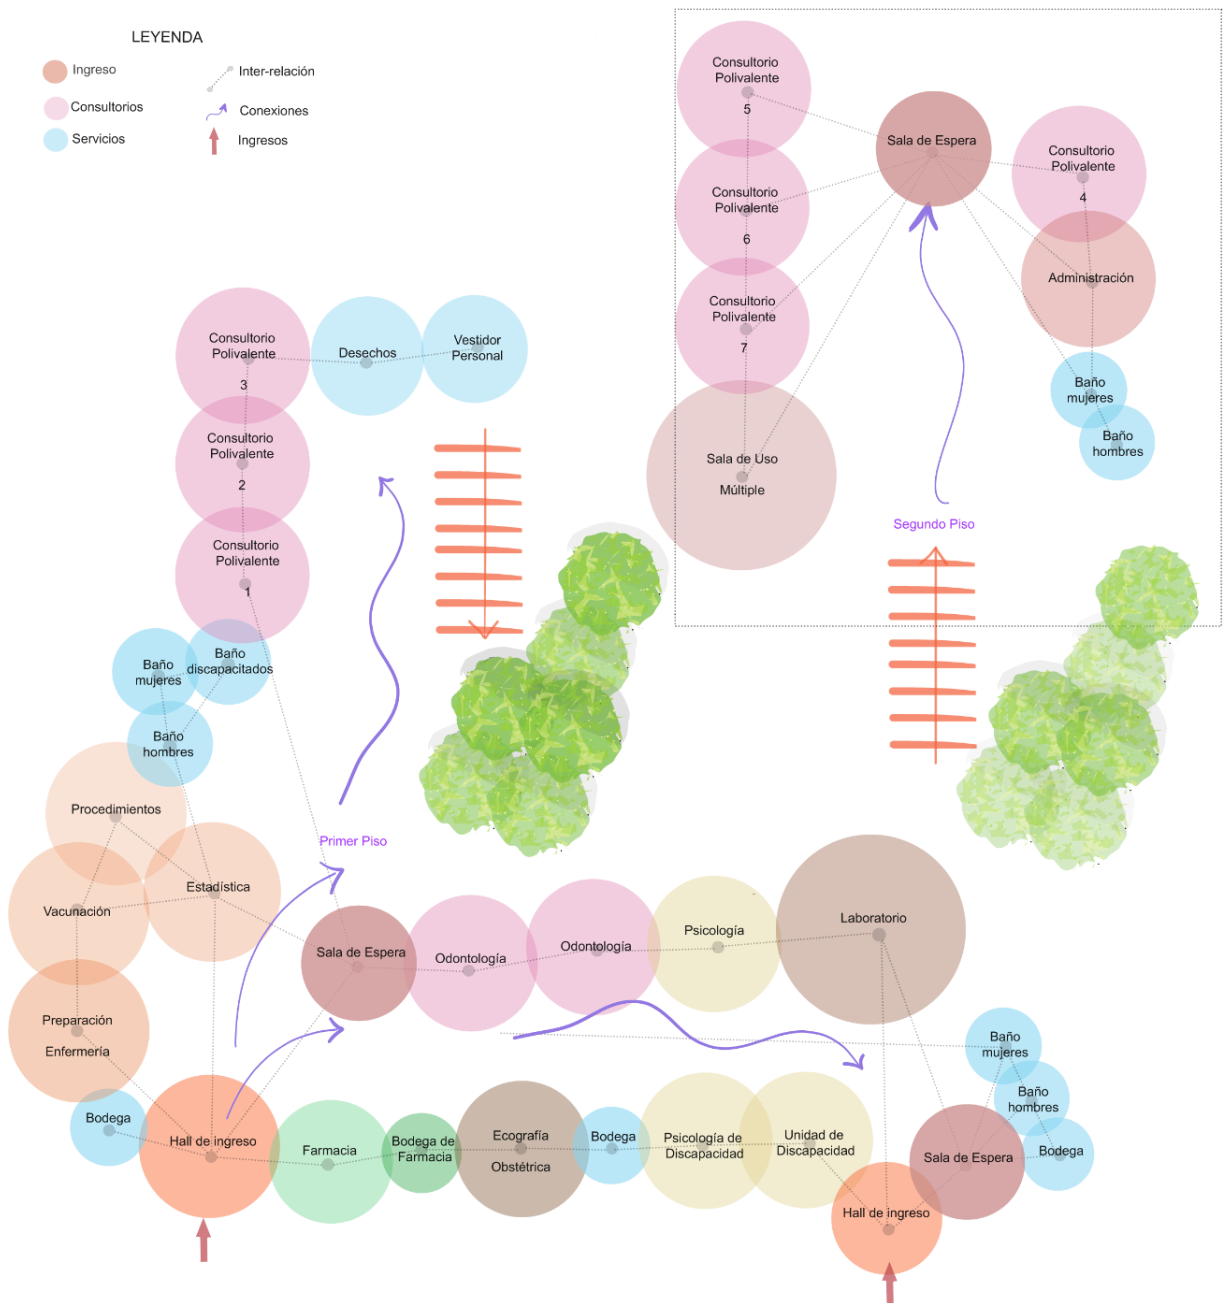 LEYENDA
Ingreso
Inter-relación
Consultorios
Conexiones
Servicios
Ingresos
Consultorio
Polivalente
5
Sala de Espera
Consultorio
Polivalente
4
Consultorio
Polivalente
6
Administración
Consultorio
Polivalente
7
Baño
mujeres
Baño
hombres
Sala de Uso
Múltiple
Segundo Piso
Consultorio
Polivalente
3
Desechos
Vestidor
Personal
Consultorio
Polivalente
2
Consultorio
Polivalente
1
Baño
mujeres
Baño
discapacitados
Baño
hombres
Procedimientos
Primer Piso
Estadística
Vacunación
Sala de Espera
Odontología
Odontología
Psicología
Laboratorio
Preparación
Enfermería
Baño
mujeres
Baño
hombres
Bodega
Bodega
Hall de ingreso
Farmacia
Bodega de
Farmacia
Ecografía
Obstétrica
Bodega
Psicología de
Discapacidad
Unidad de
Discapacidad
Sala de Espera
Hall de ingreso